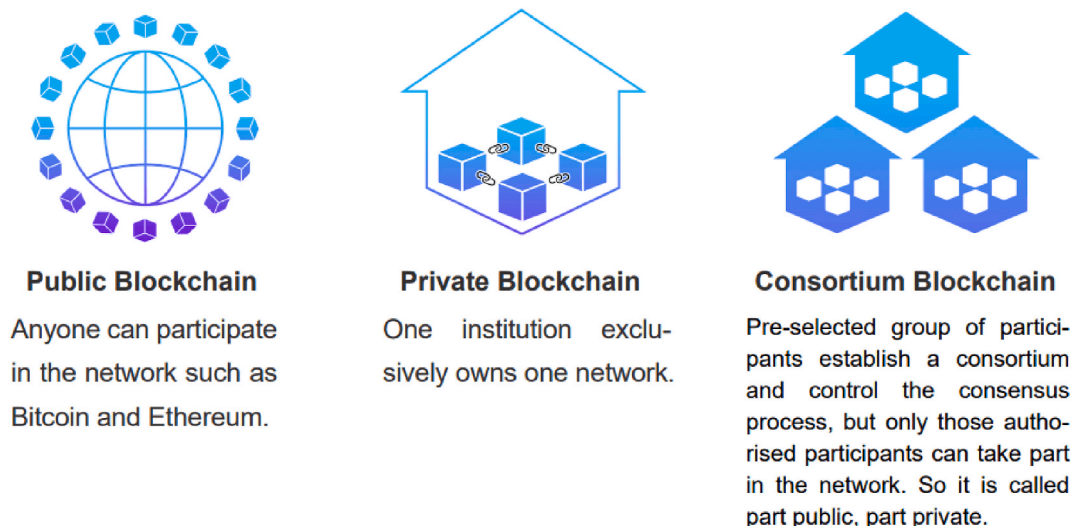 Public Blockchain
Anyone can participate
in the network such as
Bitcoin and Ethereum.
Private Blockchain
One institution exclu-
sively owns one network.
Consortium Blockchain
Pre-selected group of partici-
pants establish a consortium
and control the consensus
process, but only those autho-
rised participants can take part
in the network. So it is called
part public, part private.